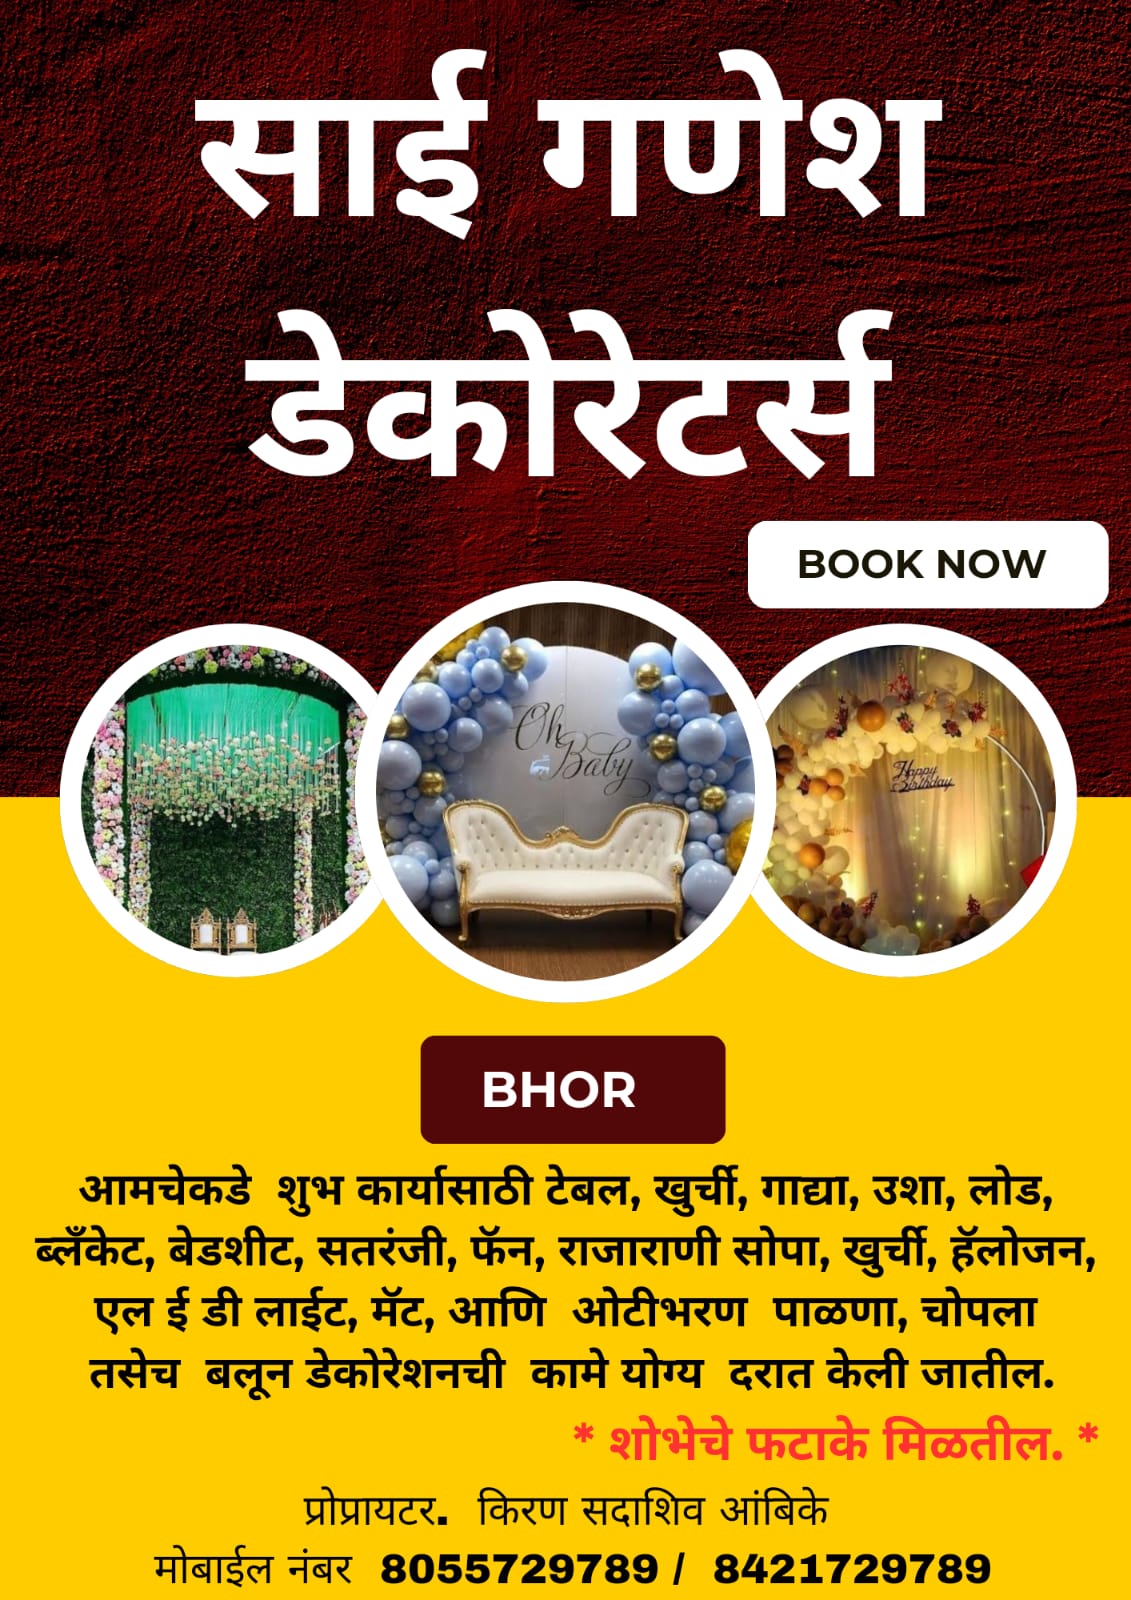 साई गणेश
डेकोरेटर्स
BOOK NOW
Oh
Baby
Happy
Birthday
BHOR
आमचेकडे शुभ कार्यासाठी टेबल, खुर्ची, गाद्या, उशा, लोड,
ब्लँकेट, बेडशीट, सतरंजी, फॅन, राजाराणी सोपा, खुर्ची, हॅलोजन,
एल ई डी लाईट, मॅट, आणि ओटीभरण पाळणा, चोपला
तसेच बलून डेकोरेशनची कामे योग्य दरात केली जातील.
* शोभेचे फटाके मिळतील. *
प्रोप्रायटर. किरण सदाशिव आंबिके
मोबाईल नंबर 8055729789 / 8421729789